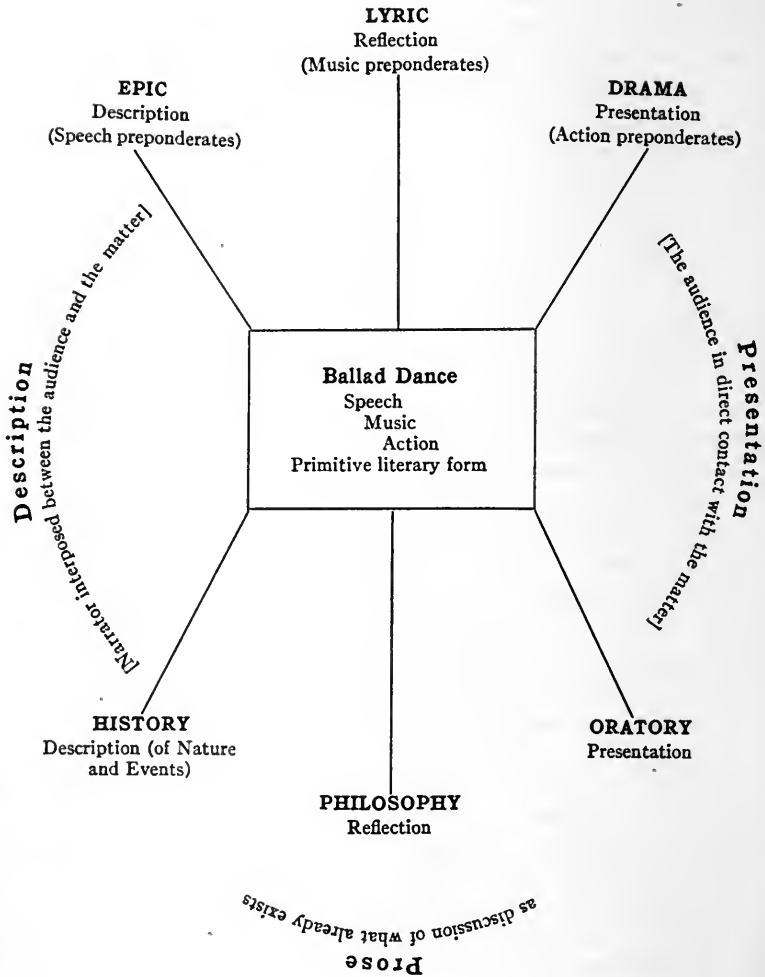 LYRIC
Reflection
(Music preponderates)
EPIC
Description
(Speech preponderates)
DRAMA
Presentation
(Action preponderates)
Description
[Narrator interposed between the audience and the matter]
Ballad Dance
Speech
Music
Action
Primitive literary form
[The audience in direct contact with the matter]
Presentation
HISTORY
Description (of Nature
and Events)
ORATORY
Presentation
PHILOSOPHY
Reflection
as discussion of what already exists
Prose